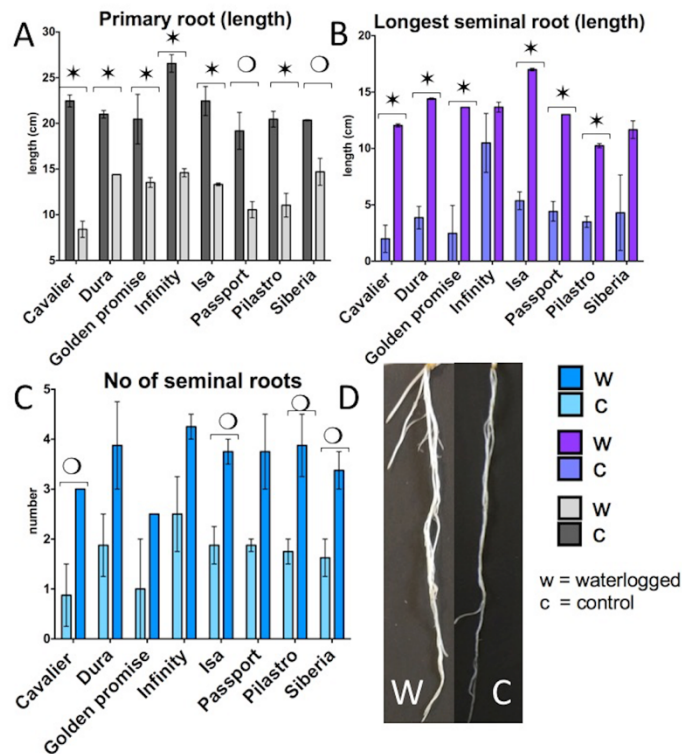 A
Primary root (length)
length (cm)
30
25
20
15
10
5
Cavalier
Dura
Golden promise
Infinity
Isa
Passport
Pilastro
Siberia
B
Longest seminal root (length)
length (cm)
20
15
10
5
0
Cavalier
Dura
Golden promise
Infinity
Isa
Passport
Pilastro
Siberia
C
No of seminal roots
number
5
4
3
2
1
0
Cavalier
Dura
Golden promise
Infinity
Isa
Passport
Pilastro
Siberia
D
W
C
w
c
w
c
w
c
w = waterlogged
c = control